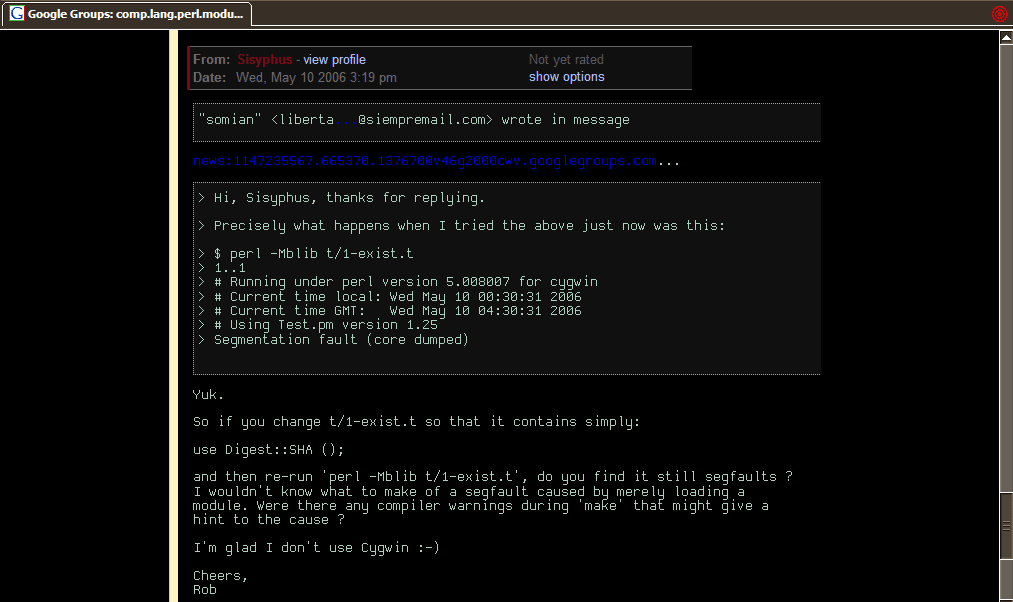 Google Groups: comp.lang.perl.modu...
From: Sisyphus - view profile
Not yet rated
Date: Wed, May 10 2006 3:19 pm
show options
"somian" <liberta...@siempremail.com> wrote in message
news:1147235567.665370.1376700y46g2000cwy.googlegroups.com...
> Hi, Sisyphus, thanks for replying.
> Precisely what happens when I tried the above just now was this:
> $ perl -Mblib t/1-exist.t
> 1..1
> # Running under perl version 5.008007 for cygwin
> # Current time local: Wed May 10 00:30:31 2006
> # Current time GMT:   Wed May 10 04:30:31 2006
> # Using Test.pm version 1.25
> Segmentation fault (core dumped)
Yuk.
So if you change t/1-exist.t so that it contains simply:
use Digest::SHA ();
and then re-run 'perl -Mblib t/1-exist.t', do you find it still segfaults ?
I wouldn't know what to make of a segfault caused by merely loading a
module. Were there any compiler warnings during 'make' that might give a
hint to the cause ?
I'm glad I don't use Cygwin :-)
Cheers,
Rob